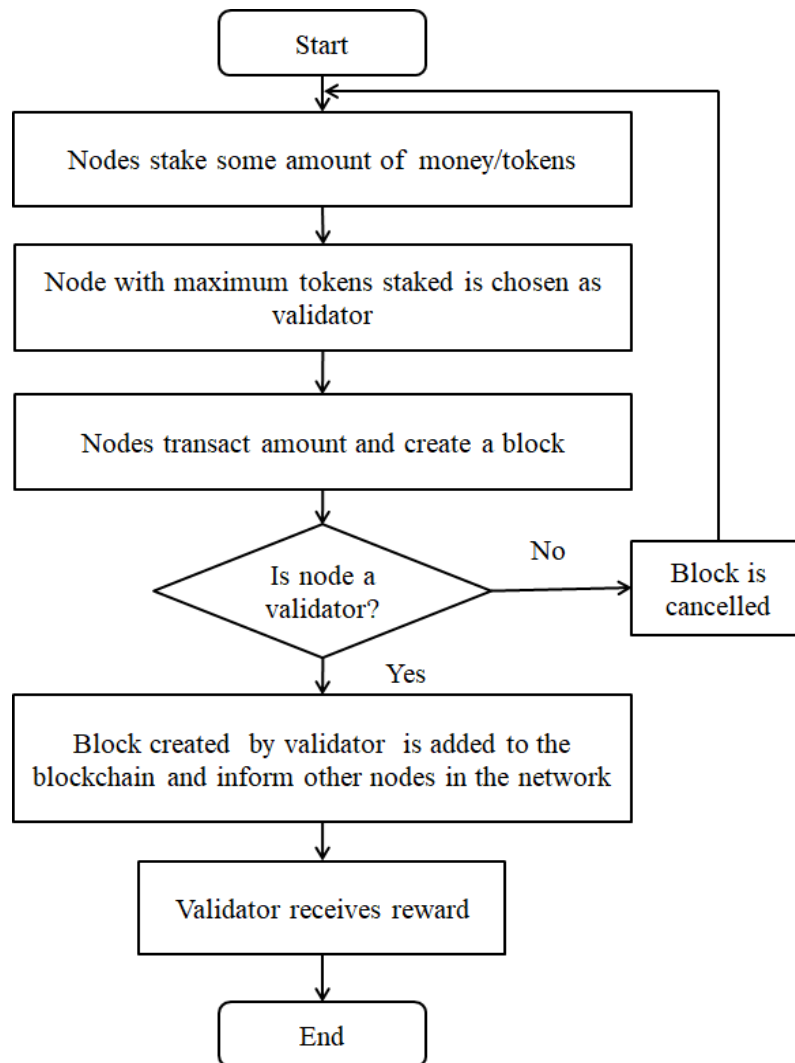 Start
Nodes stake some amount of money/tokens
Node with maximum tokens staked is chosen as
validator
Nodes transact amount and create a block
Is node a
validator?
No
Block is
cancelled
Yes
Block created by validator is added to the
blockchain and inform other nodes in the network
Validator receives reward
End